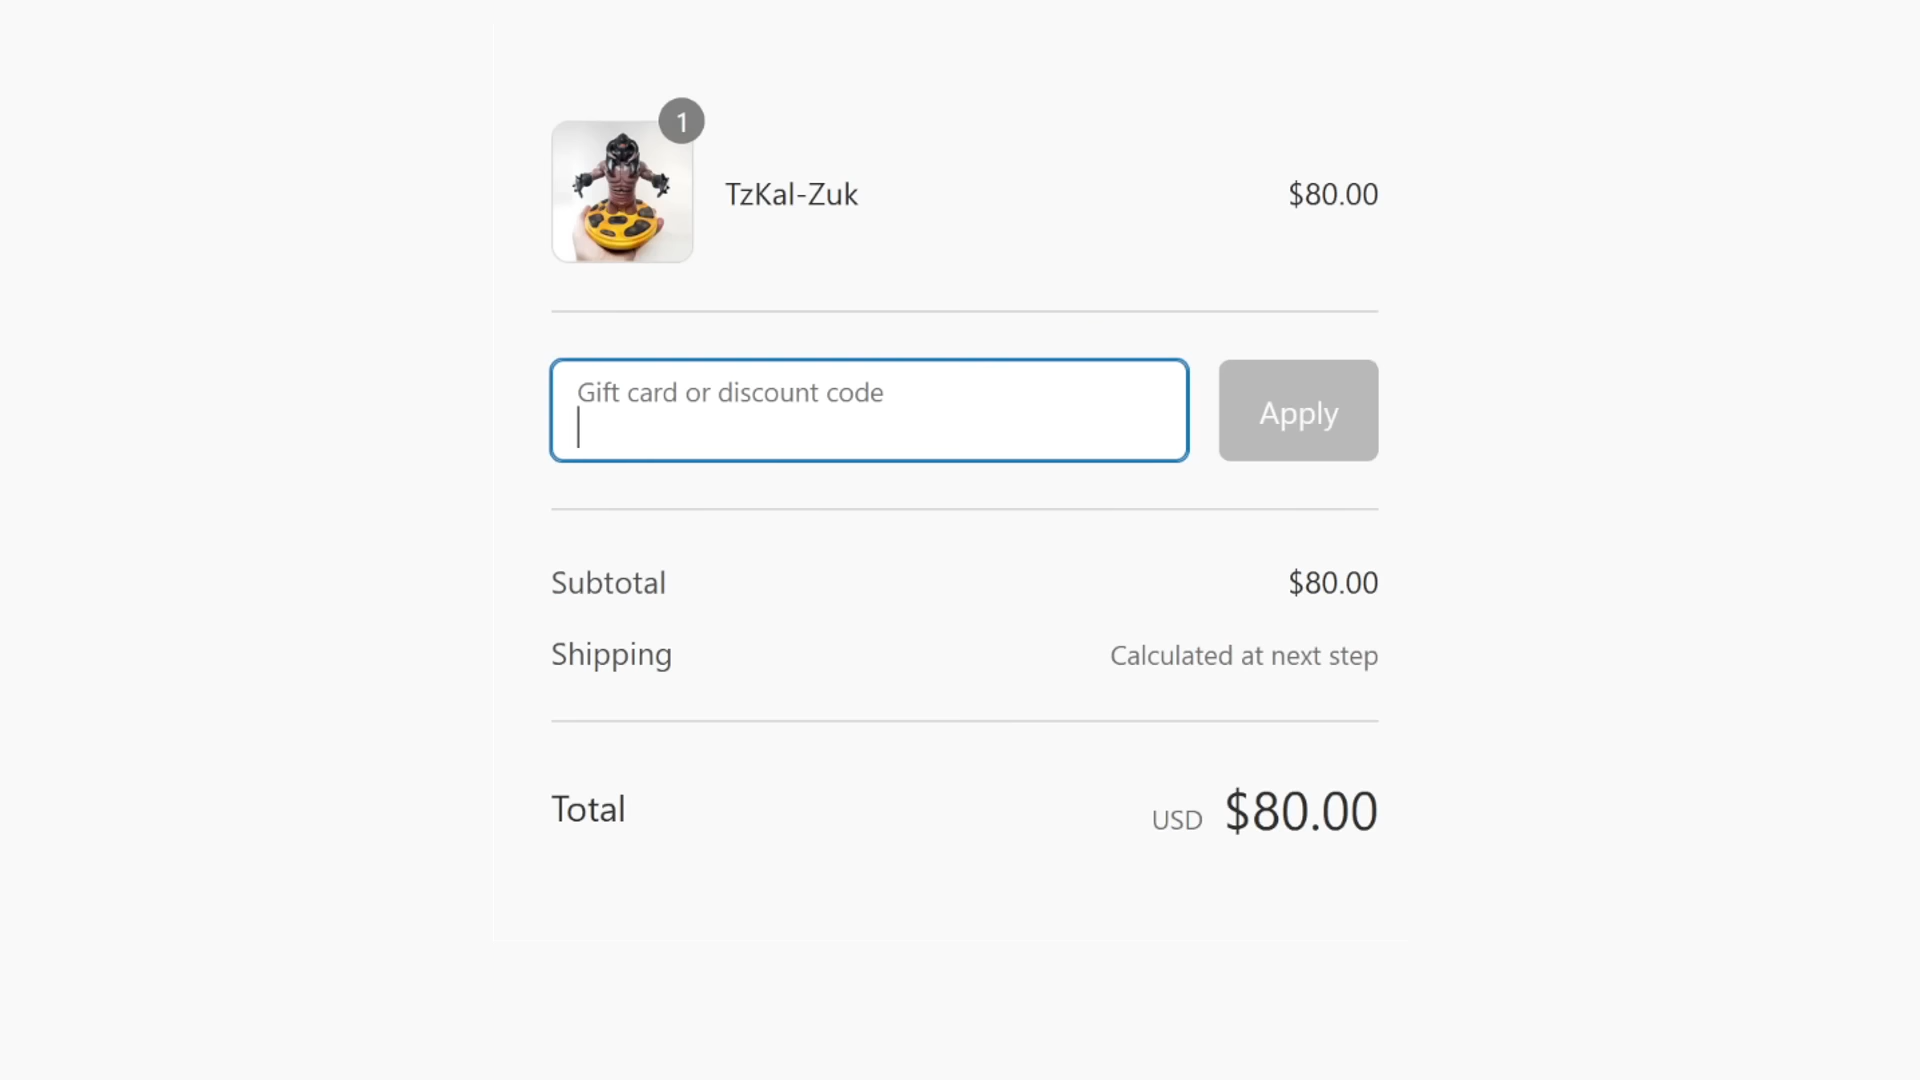 1
TzKal-Zuk $80.00
Gift card or discount code
Apply
Subtotal $80.00
Shipping Calculated at next step
Total USD $80.00